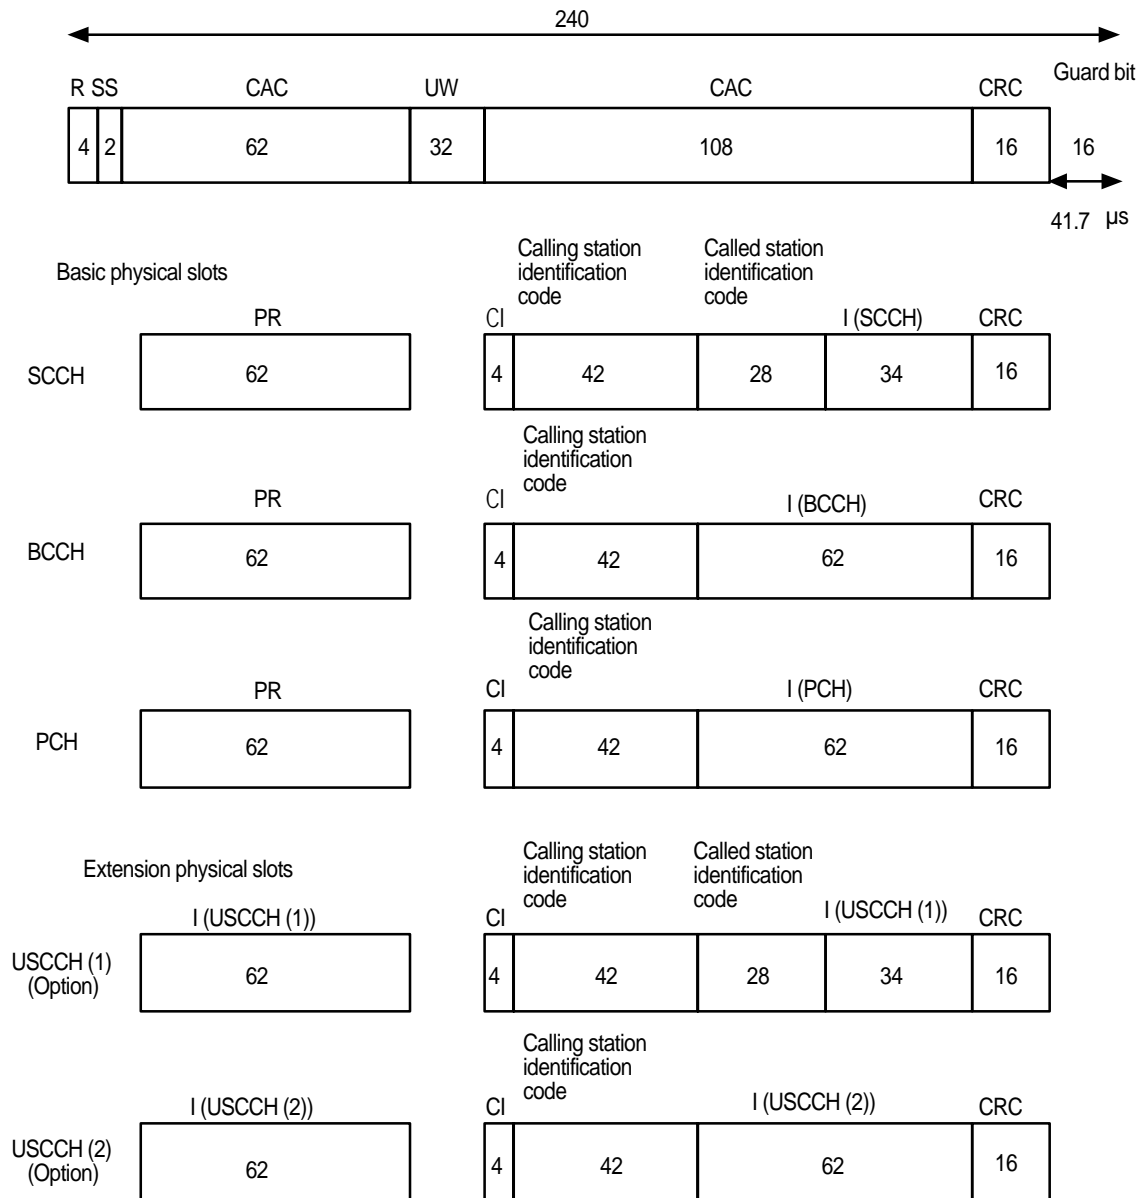 240
Guard bit
R SS CAC UW CAC CRC
4 2 62 32 108 16 16
41.7 µs
Basic physical slots
Calling station
identification
code
Called station
identification
code
PR CI I (SCCH) CRC
SCCH 62 4 42 28 34 16
Calling station
identification
code
PR CI I (BCCH) CRC
BCCH 62 4 42 62 16
Calling station
identification
code
PR CI I (PCH) CRC
PCH 62 4 42 62 16
Extension physical slots
Calling station
identification
code
Called station
identification
code
I (USCCH (1)) CI I (USCCH (1)) CRC
USCCH (1)
(Option)
62 4 42 28 34 16
Calling station
identification
code
I (USCCH (2)) CI I (USCCH (2)) CRC
USCCH (2)
(Option)
62 4 42 62 16